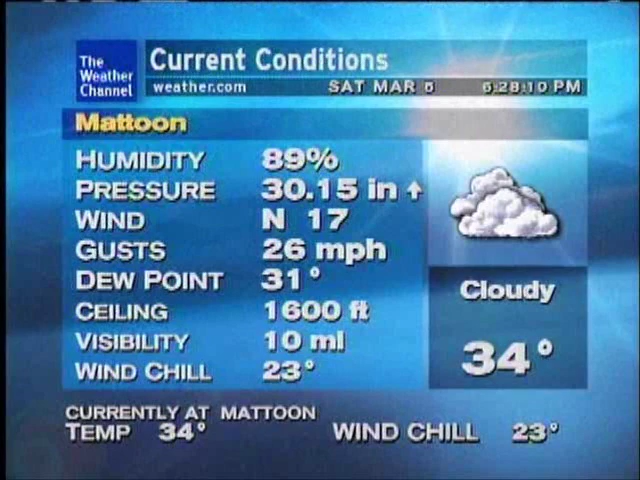 The
Weather
Channel
Current Conditions
weather.com SAT MAR 5 5:28:10 PM
Mattoon
HUMIDITY 89%
PRESSURE 30.15 in ↑
WIND N 17
GUSTS 26 mph
DEW POINT 31°
CEILING 1600 ft
VISIBILITY 10 mi
WIND CHILL 23°
Cloudy
34°
CURRENTLY AT MATTOON
TEMP 34° WIND CHILL 23°